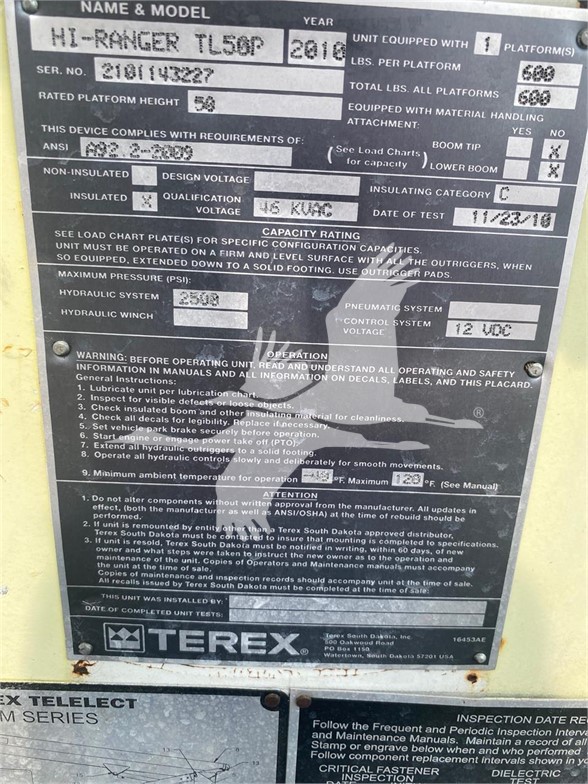 NAME & MODEL
YEAR
HI-RANGER TL50P 2010
UNIT EQUIPPED WITH 1 PLATFORM(S)
SER. NO. 2101143227
LBS. PER PLATFORM 600
TOTAL LBS. ALL PLATFORMS 600
RATED PLATFORM HEIGHT 50
EQUIPPED WITH MATERIAL HANDLING
ATTACHMENT: YES NO
THIS DEVICE COMPLIES WITH REQUIREMENTS OF:
ANSI A92.2-2009
(See Load Charts for capacity)
BOOM TIP X
LOWER BOOM X
NON-INSULATED
DESIGN VOLTAGE
INSULATING CATEGORY C
INSULATED X
QUALIFICATION VOLTAGE 46 KVAC
DATE OF TEST 11/23/10
CAPACITY RATING
SEE LOAD CHART PLATE(S) FOR SPECIFIC CONFIGURATION CAPACITIES.
UNIT MUST BE OPERATED ON A FIRM AND LEVEL SURFACE WITH ALL THE OUTRIGGERS, WHEN
SO EQUIPPED, EXTENDED DOWN TO A SOLID FOOTING. USE OUTRIGGER PADS.
MAXIMUM PRESSURE (PSI):
HYDRAULIC SYSTEM 2500
PNEUMATIC SYSTEM
HYDRAULIC WINCH
CONTROL SYSTEM VOLTAGE 12 VDC
OPERATION
WARNING: BEFORE OPERATING UNIT, READ AND UNDERSTAND ALL OPERATING AND SAFETY
INFORMATION IN MANUALS AND ALL INFORMATION ON DECALS, LABELS, AND THIS PLACARD.
General Instructions:
1. Lubricate unit per lubrication chart.
2. Inspect for visible defects or loose objects.
3. Check insulated boom and other insulating material for cleanliness.
4. Check all decals for legibility. Replace if necessary.
5. Set vehicle park brake securely before operation.
6. Start engine or engage power take off (PTO).
7. Extend all hydraulic outriggers to a solid footing.
8. Operate all hydraulic controls slowly and deliberately for smooth movements.
9. Minimum ambient temperature for operation °F. Maximum 120 °F. (See Manual)
®
ATTENTION
1. Do not alter components without written approval from the manufacturer. All updates in
effect, (both the manufacturer as well as ANSI/OSHA) at the time of rebuild should be
performed.
2. If unit is remounted by entity other than a Terex South Dakota approved distributor,
Terex South Dakota must be contacted to insure that mounting is completed to specifications.
3. If unit is resold, Terex South Dakota must be notified in writing, within 60 days, of new
owner and what steps were taken to instruct the new owner as to the operation and
maintenance of the unit. Copies of Operators and Maintenance manuals must accompany
the unit at the time of sale.
Copies of maintenance and inspection records should accompany unit at the time of sale.
All recalls issued by Terex South Dakota must be completed at the time of sale.
THIS UNIT WAS INSTALLED BY:
DATE OF COMPLETED UNIT TESTS:
TEREX®
Terex South Dakota, Inc.
500 Oakwood Road
PO Box 1150
Watertown, South Dakota 57201 USA
16453AE
EX TELELECT
M SERIES
INSPECTION DATE RE
Follow the Frequent and Periodic Inspection Interv
and Maintenance Manuals. Maintain a record of al
Stamp or engrave below when and who performed
Follow component replacement intervals shown in
CRITICAL FASTENER
INSPECTION
DIELECTRIC
TEST